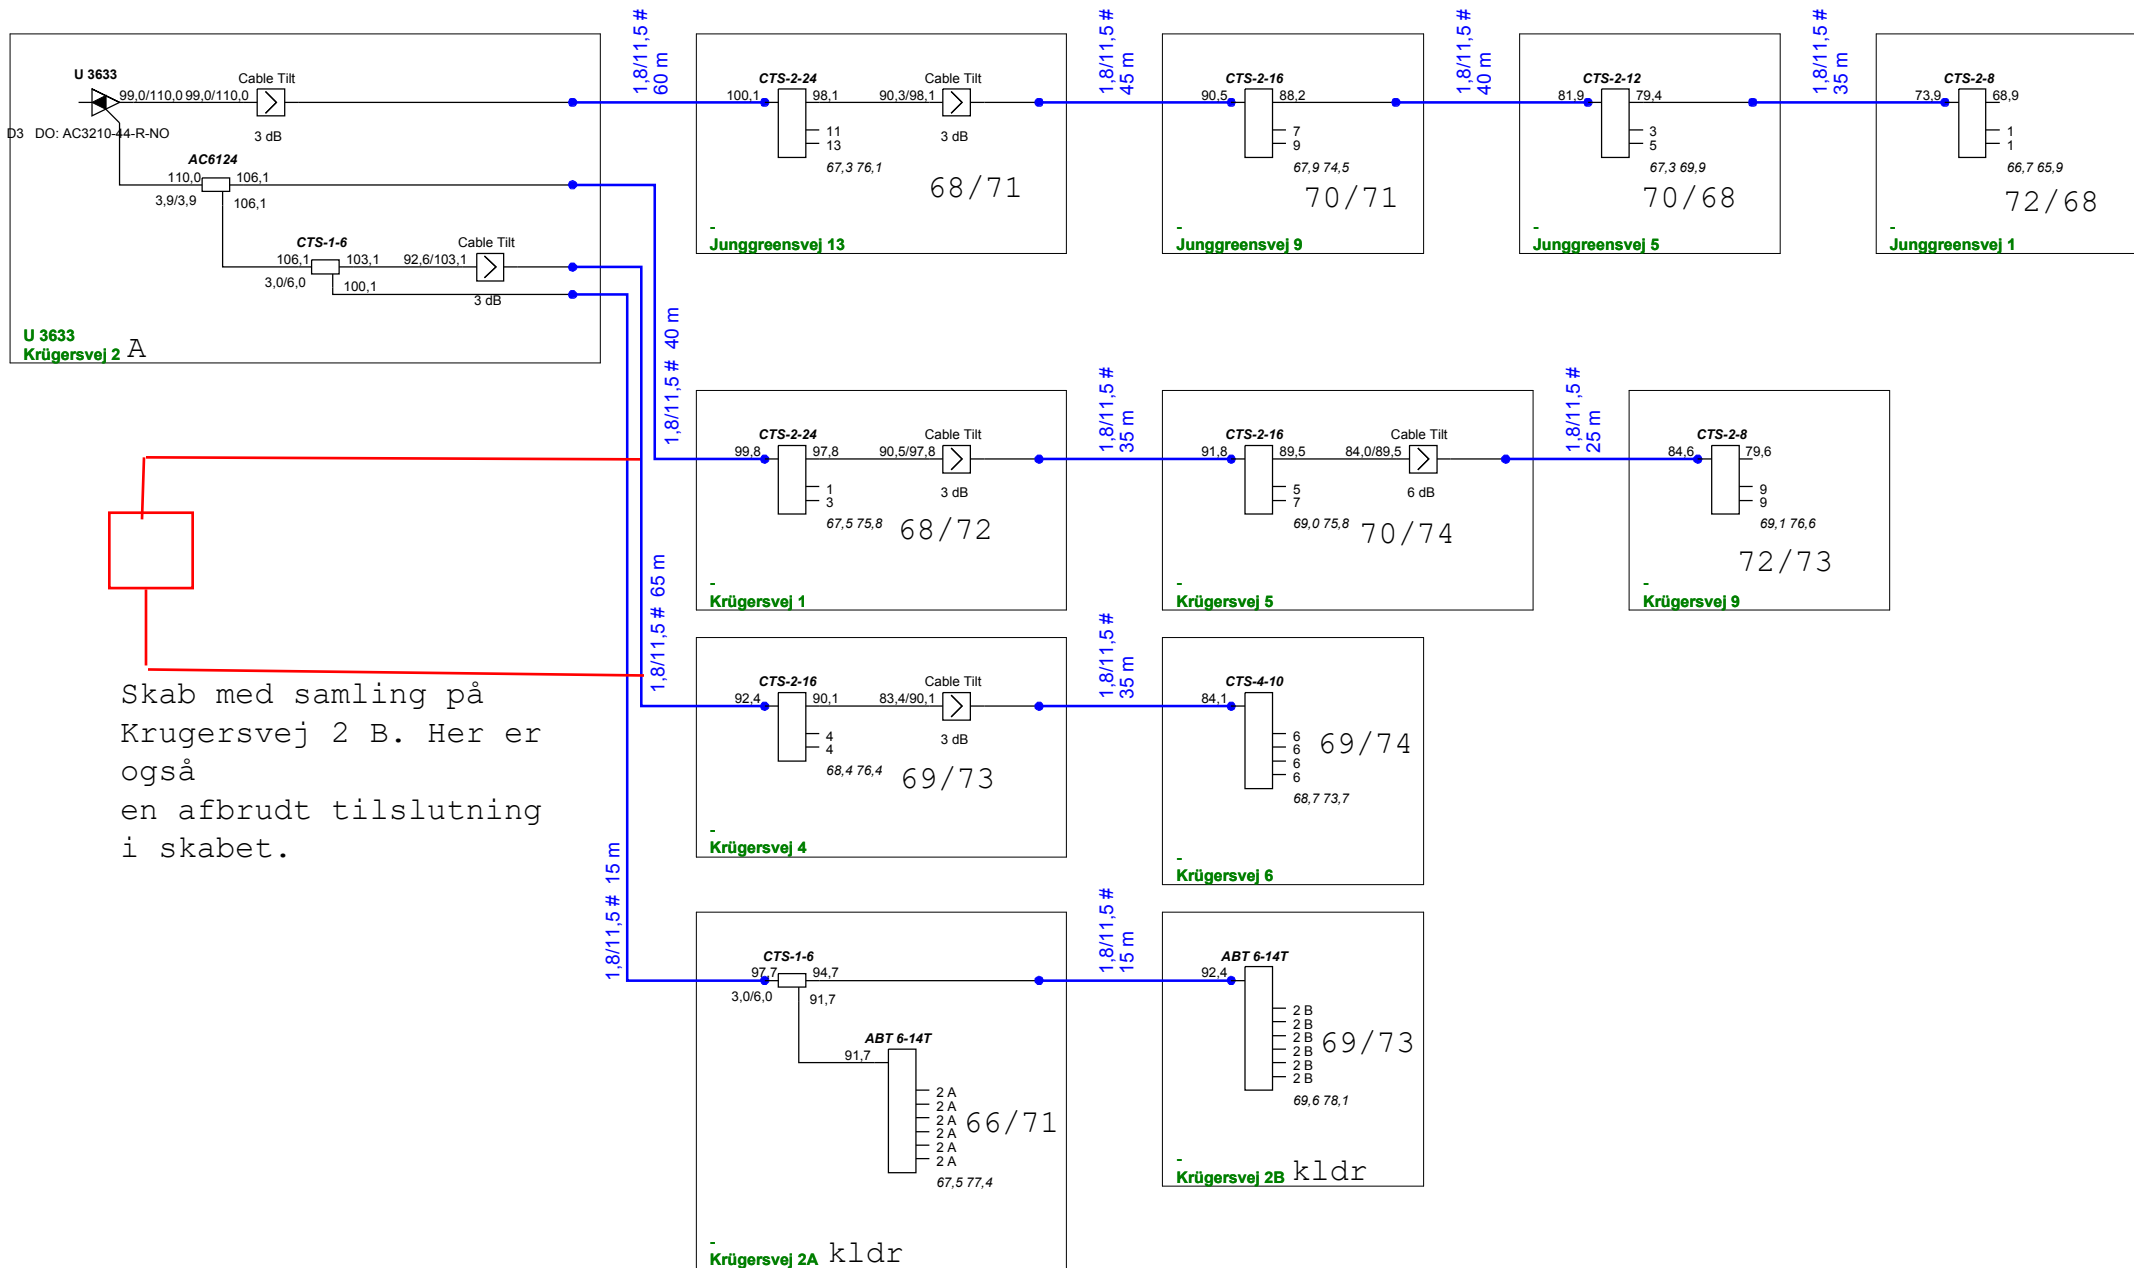 U 3633
99,0/110,0 99,0/110,0
Cable Tilt
3 dB
D3 DO: AC3210-44-R-NO
AC6124
110,0
106,1
3,9/3,9
106,1
CTS-1-6
106,1
103,1
3,0/6,0
100,1
92,6/103,1
Cable Tilt
3 dB
U 3633
Krügersvej 2 A
1,8/11,5 #
60 m
CTS-2-24
100,1
98,1
90,3/98,1
Cable Tilt
3 dB
11
13
67,3 76,1
68/71
-
Junggreensvej 13
1,8/11,5 #
45 m
CTS-2-16
90,5
88,2
7
9
67,9 74,5
70/71
-
Junggreensvej 9
1,8/11,5 #
40 m
CTS-2-12
81,9
79,4
3
5
67,3 69,9
70/68
-
Junggreensvej 5
1,8/11,5 #
35 m
CTS-2-8
73,9
68,9
1
1
66,7 65,9
72/68
-
Junggreensvej 1
1,8/11,5 # 40 m
CTS-2-24
99,8
97,8
90,5/97,8
Cable Tilt
3 dB
1
3
67,5 75,8
68/72
-
Krügersvej 1
1,8/11,5 #
35 m
CTS-2-16
91,8
89,5
84,0/89,5
Cable Tilt
6 dB
5
7
69,0 75,8
70/74
-
Krügersvej 5
1,8/11,5 #
25 m
CTS-2-8
84,6
79,6
9
9
69,1 76,6
72/73
-
Krügersvej 9
1,8/11,5 # 65 m
CTS-2-16
92,4
90,1
83,4/90,1
Cable Tilt
3 dB
4
4
68,4 76,4
69/73
-
Krügersvej 4
1,8/11,5 #
35 m
CTS-4-10
84,1
6
6
6
6
69/74
68,7 73,7
-
Krügersvej 6
Skab med samling på
Krugersvej 2 B. Her er
også
en afbrudt tilslutning
i skabet.
1,8/11,5 # 15 m
CTS-1-6
97,7
94,7
3,0/6,0
91,7
ABT 6-14T
91,7
2 A
2 A
2 A
2 A
2 A
2 A
66/71
67,5 77,4
-
Krügersvej 2A kldr
1,8/11,5 #
15 m
ABT 6-14T
92,4
2 B
2 B
2 B
2 B
2 B
2 B
69/73
69,6 78,1
-
Krügersvej 2B kldr